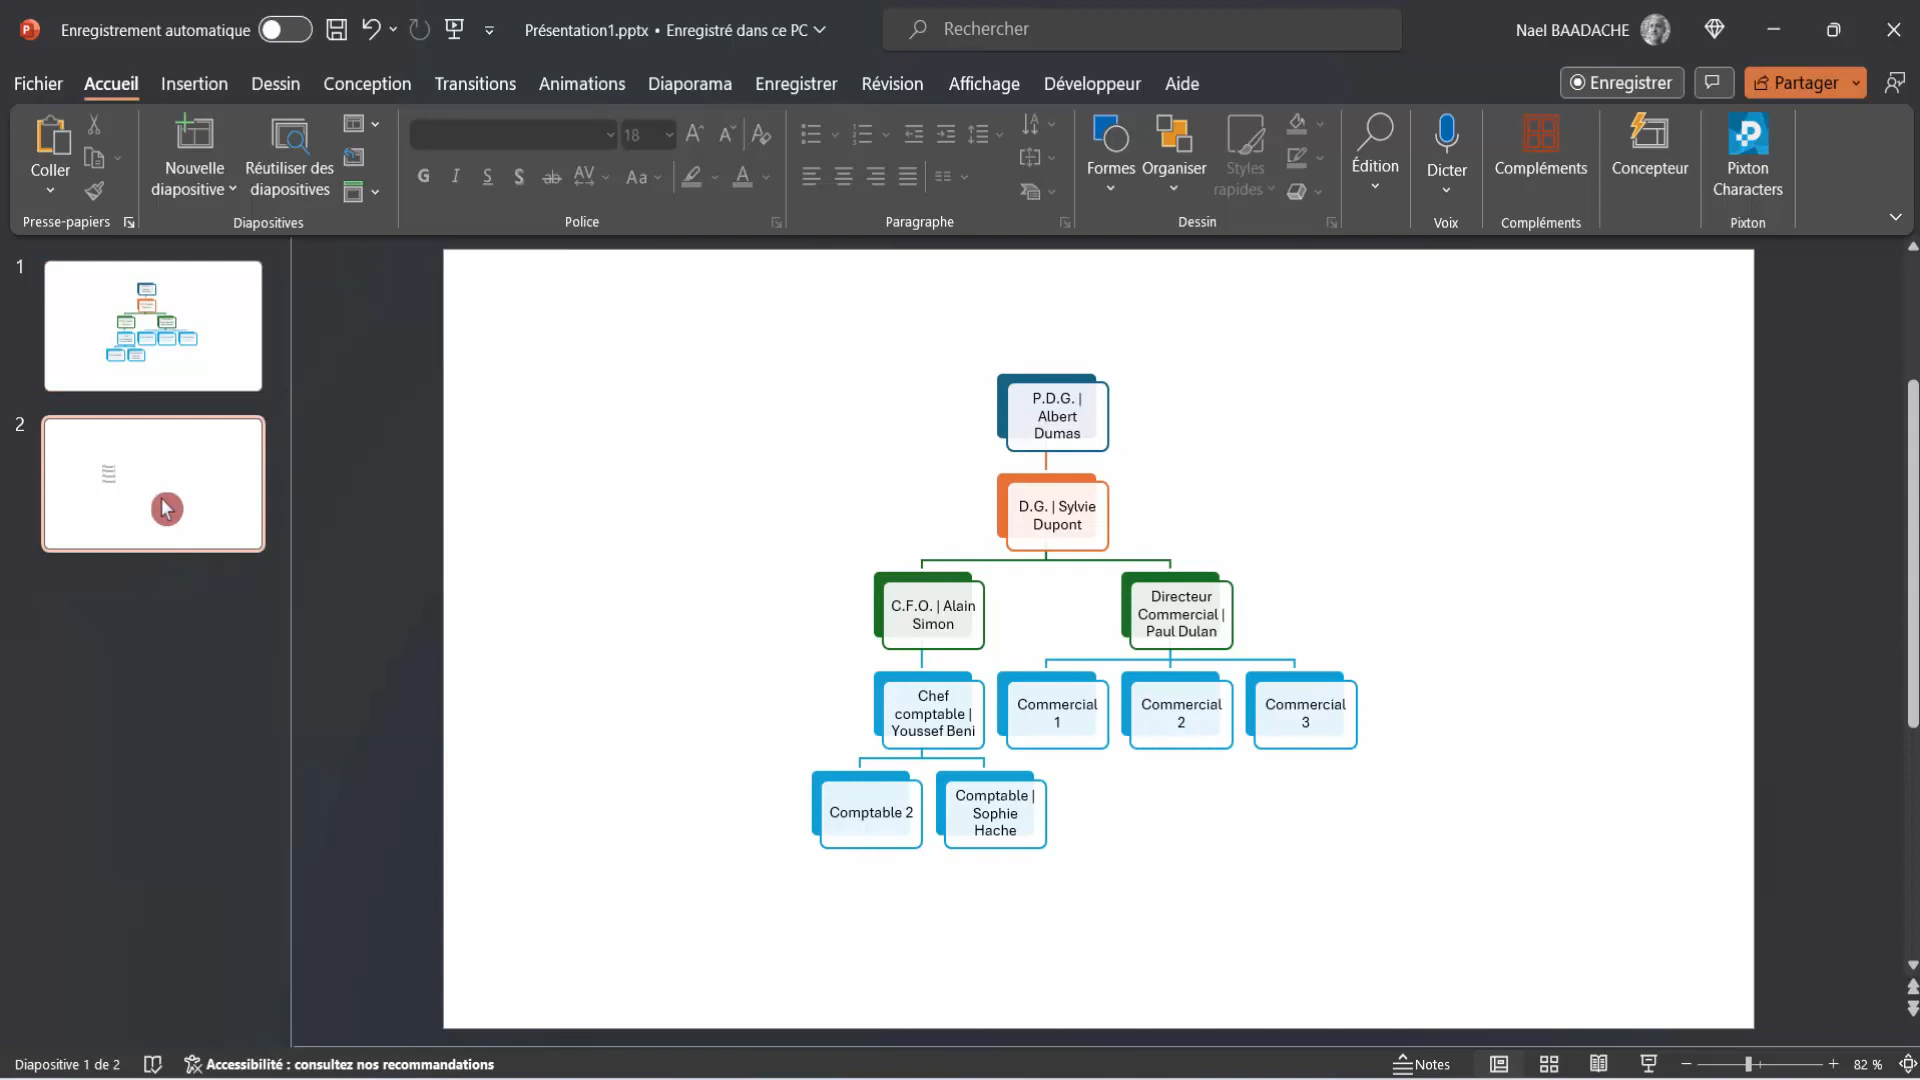 Enregistrement automatique
Présentation1.pptx • Enregistré dans ce PC
Rechercher
Nael BAADACHE
Fichier
Accueil
Insertion
Dessin
Conception
Transitions
Animations
Diaporama
Enregistrer
Révision
Affichage
Développeur
Aide
Enregistrer
Partager
Coller
Presse-papiers
Nouvelle
diapositive
Réutiliser des
diapositives
Diapositives
18
G I S S ab AV Aa A
Police
Paragraphe
Formes
Organiser
Styles
rapides
Dessin
Édition
Dicter
Voix
Compléments
Compléments
Concepteur
Pixton
Characters
Pixton
1
2
P.D.G. |
Albert
Dumas
D.G. | Sylvie
Dupont
C.F.O. | Alain
Simon
Directeur
Commercial |
Paul Dulan
Chef
comptable |
Youssef Beni
Commercial
1
Commercial
2
Commercial
3
Comptable 2
Comptable |
Sophie
Hache
Diapositive 1 de 2
Accessibilité : consultez nos recommandations
Notes
82 %